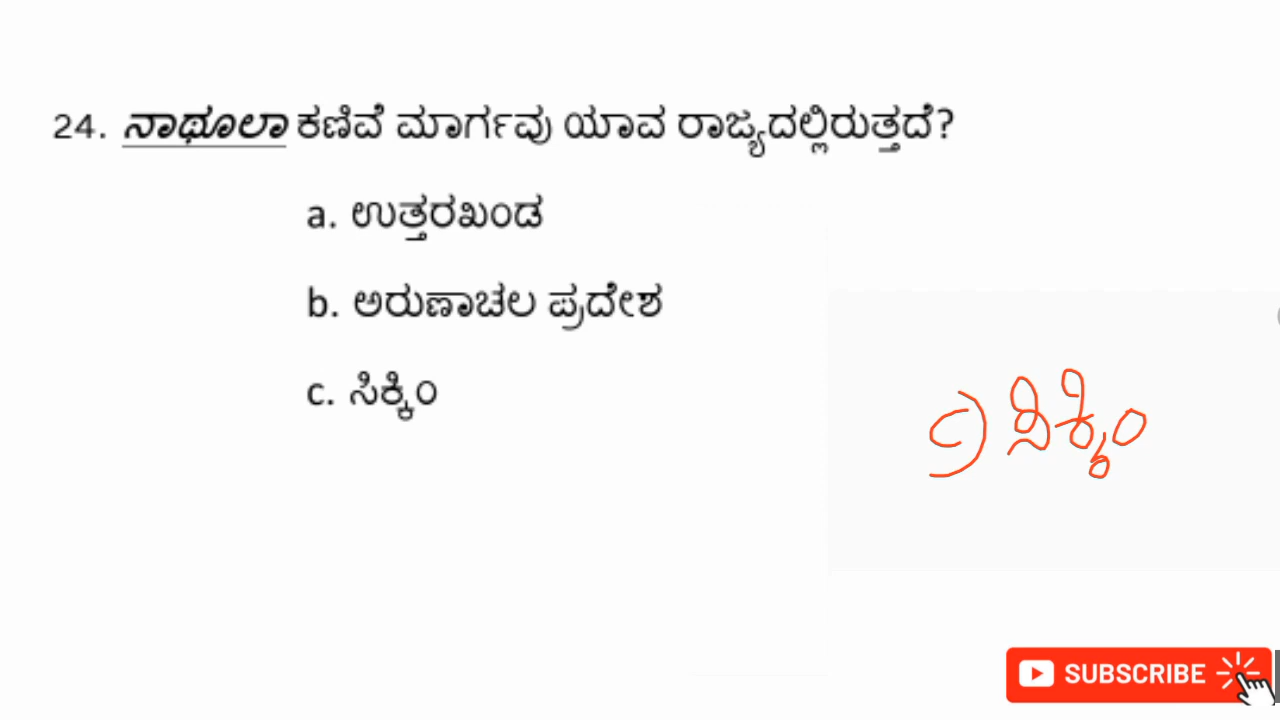 24. ನಾಥೂಲಾ ಕಣಿವೆ ಮಾರ್ಗವು ಯಾವ ರಾಜ್ಯದಲ್ಲಿರುತ್ತದೆ?
a. ಉತ್ತರಖಂಡ
b. ಅರುಣಾಚಲ ಪ್ರದೇಶ
c. ಸಿಕ್ಕಿಂ
c) ಸಿಕ್ಕಿಂ
SUBSCRIBE